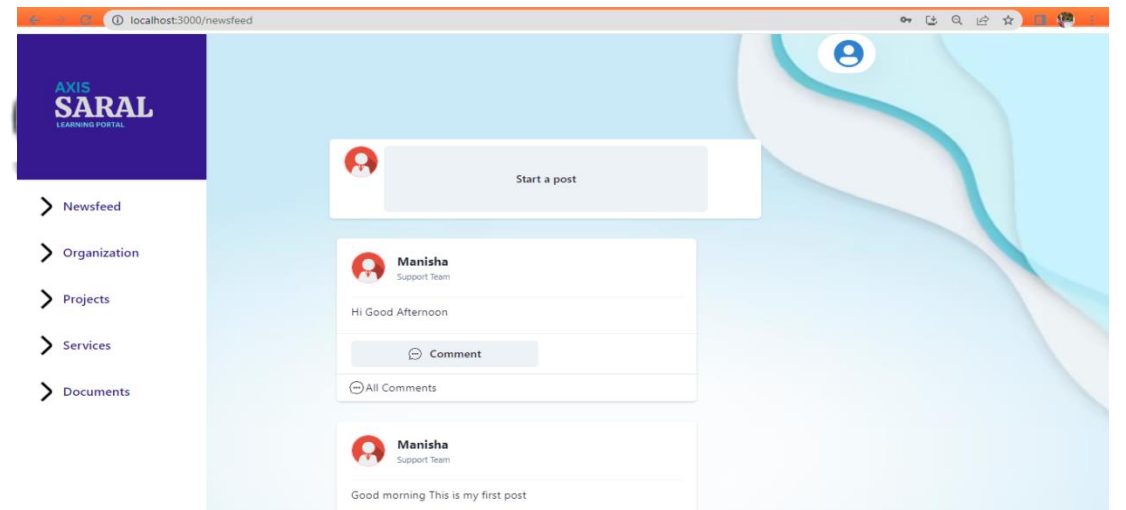 localhost:3000/newsfeed
AXIS
SARAL
LEARNING PORTAL
Newsfeed
Organization
Projects
Services
Documents
Start a post
Manisha
Support Team
Hi Good Afternoon
Comment
All Comments
Manisha
Support Team
Good morning This is my first post